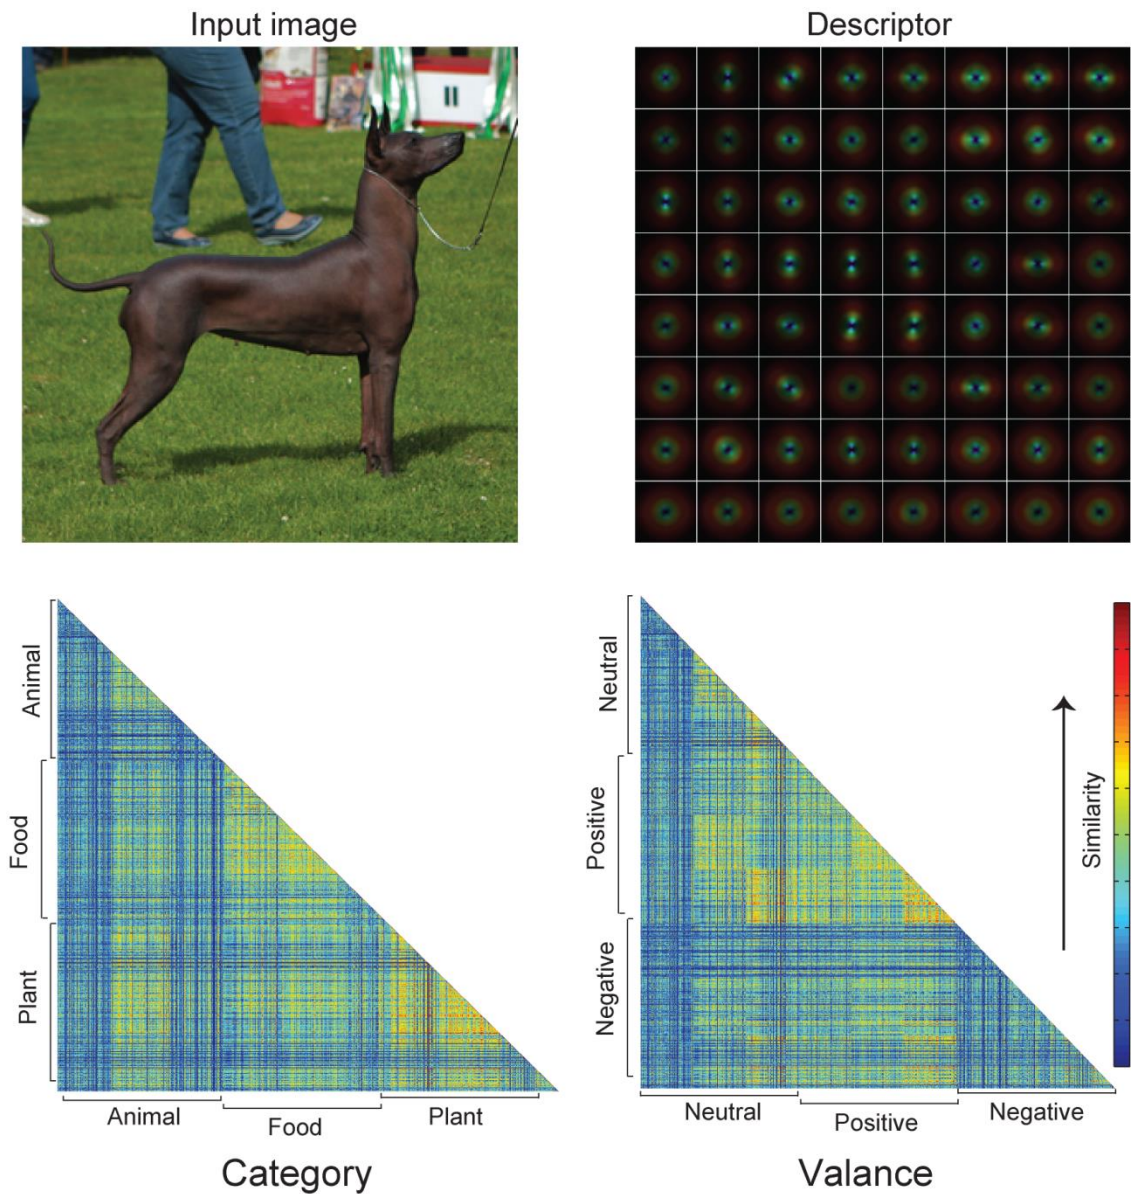 Input image
Descriptor
Animal
Food
Plant
Animal
Food
Plant
Category
Neutral
Positive
Negative
Neutral
Positive
Negative
Valance
Similarity